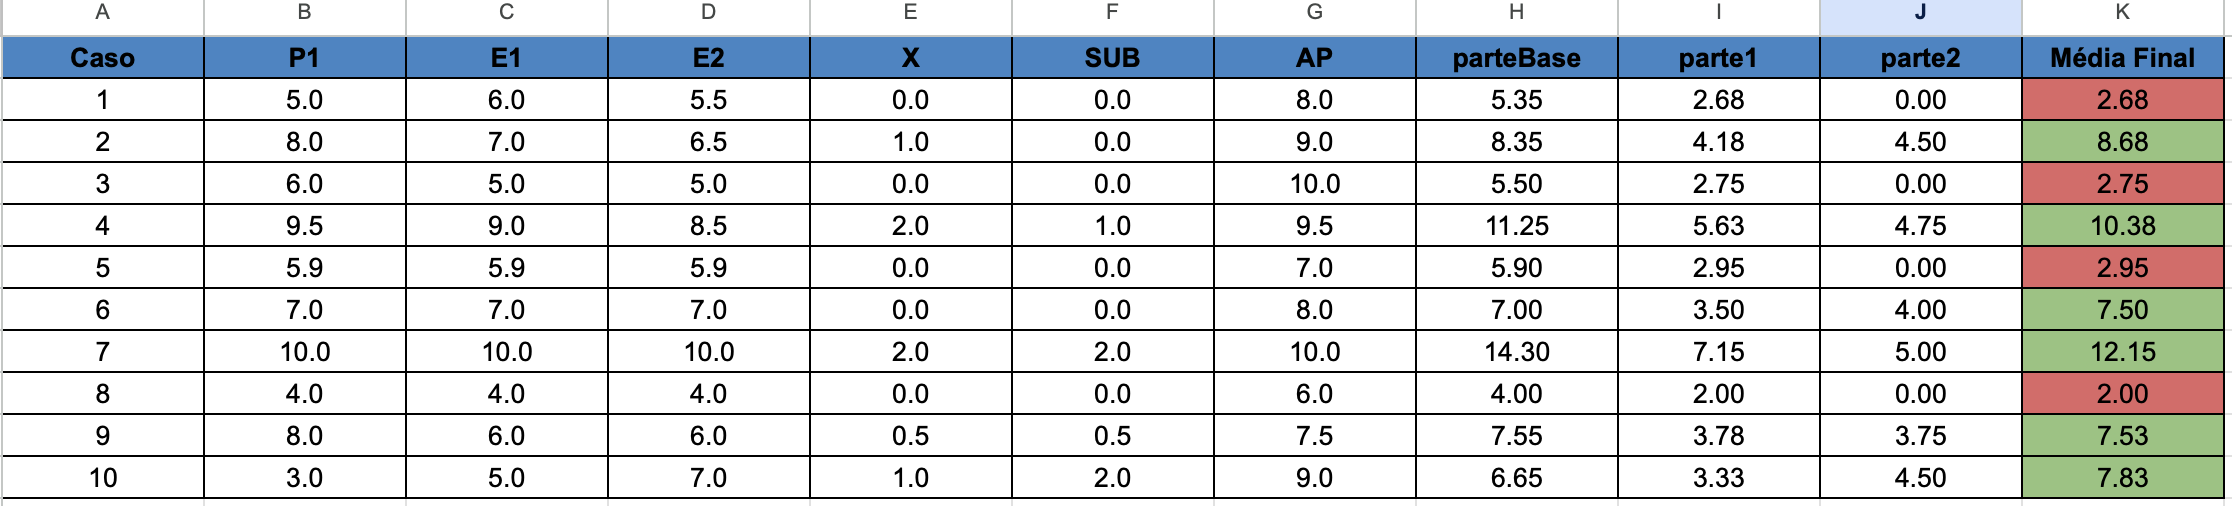 A B C D E F G H I J K
Caso P1 E1 E2 X SUB AP parteBase parte1 parte2 Média Final
1 5.0 6.0 5.5 0.0 0.0 8.0 5.35 2.68 0.00 2.68
2 8.0 7.0 6.5 1.0 0.0 9.0 8.35 4.18 4.50 8.68
3 6.0 5.0 5.0 0.0 0.0 10.0 5.50 2.75 0.00 2.75
4 9.5 9.0 8.5 2.0 1.0 9.5 11.25 5.63 4.75 10.38
5 5.9 5.9 5.9 0.0 0.0 7.0 5.90 2.95 0.00 2.95
6 7.0 7.0 7.0 0.0 0.0 8.0 7.00 3.50 4.00 7.50
7 10.0 10.0 10.0 2.0 2.0 10.0 14.30 7.15 5.00 12.15
8 4.0 4.0 4.0 0.0 0.0 6.0 4.00 2.00 0.00 2.00
9 8.0 6.0 6.0 0.5 0.5 7.5 7.55 3.78 3.75 7.53
10 3.0 5.0 7.0 1.0 2.0 9.0 6.65 3.33 4.50 7.83